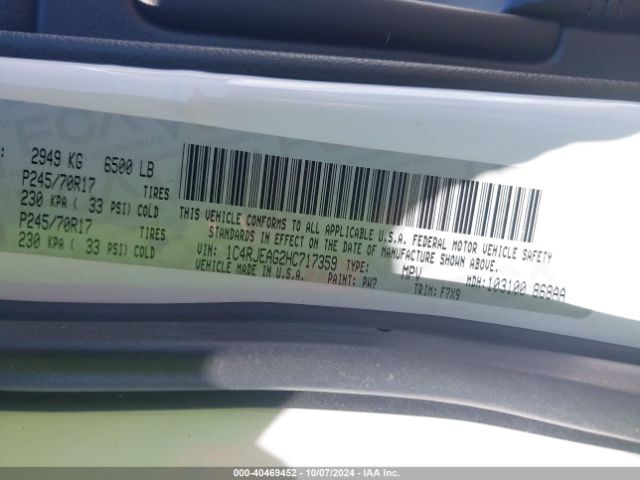 2949 KG 6500 LB
P245/70R17 TIRES
230 KPA ( 33 PSI) COLD
P245/70R17 TIRES
230 KPA ( 33 PSI) COLD
THIS VEHICLE CONFORMS TO ALL APPLICABLE U.S.A. FEDERAL MOTOR VEHICLE SAFETY
STANDARDS IN EFFECT ON THE DATE OF MANUFACTURE SHOWN ABOVE.
VIN: 1C4RJEAG2HC717359 TYPE: MPV MDH: 103100 868AA
VEHICLE MADE IN U.S.A. PAINT: PW7 TRIM: F7X9
000-40469452 - 10/07/2024 - IAA Inc.